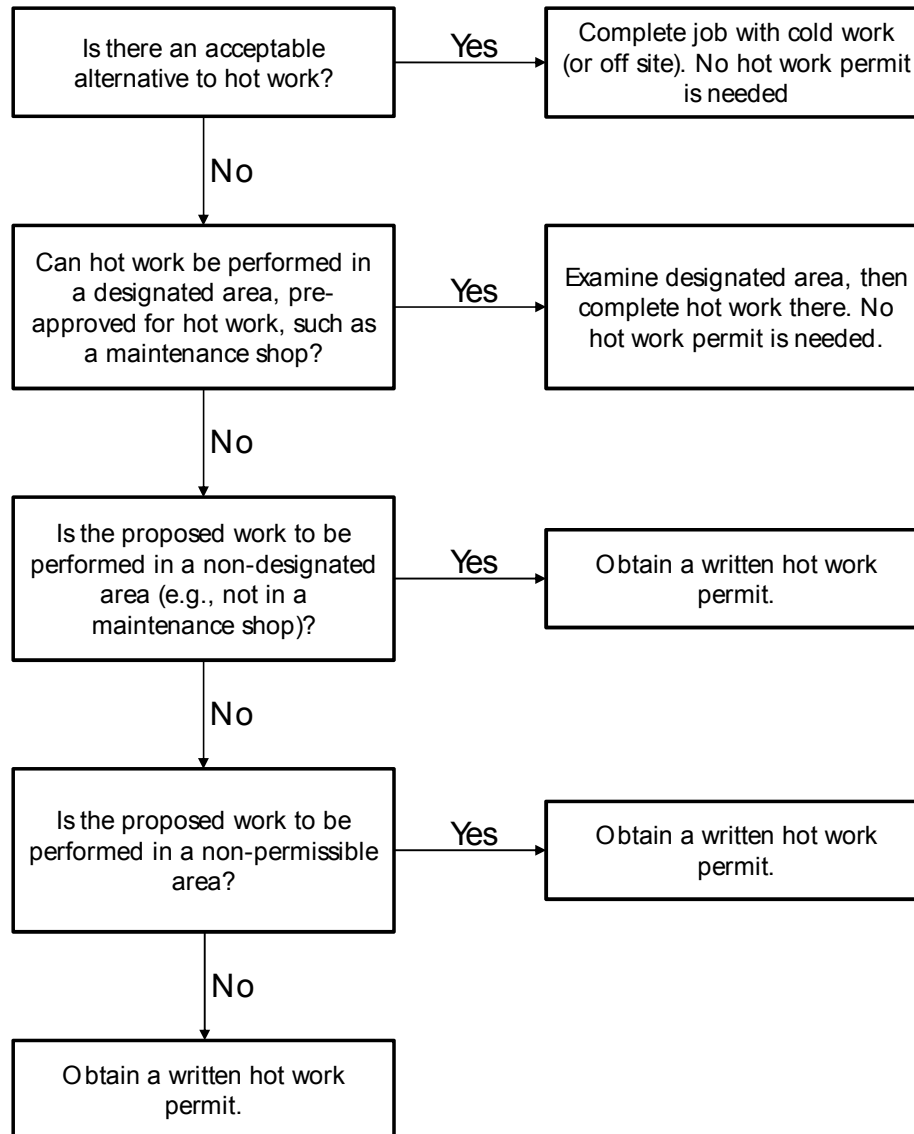 Is there an acceptable
alternative to hot work?
Yes
Complete job with cold work
(or off site). No hot work permit
is needed
No
Can hot work be performed in
a designated area, pre-
approved for hot work, such as
a maintenance shop?
Yes
Examine designated area, then
complete hot work there. No
hot work permit is needed.
No
Is the proposed work to be
performed in a non-designated
area (e.g., not in a
maintenance shop)?
Yes
Obtain a written hot work
permit.
No
Is the proposed work to be
performed in a non-permissible
area?
Yes
Obtain a written hot work
permit.
No
Obtain a written hot work
permit.